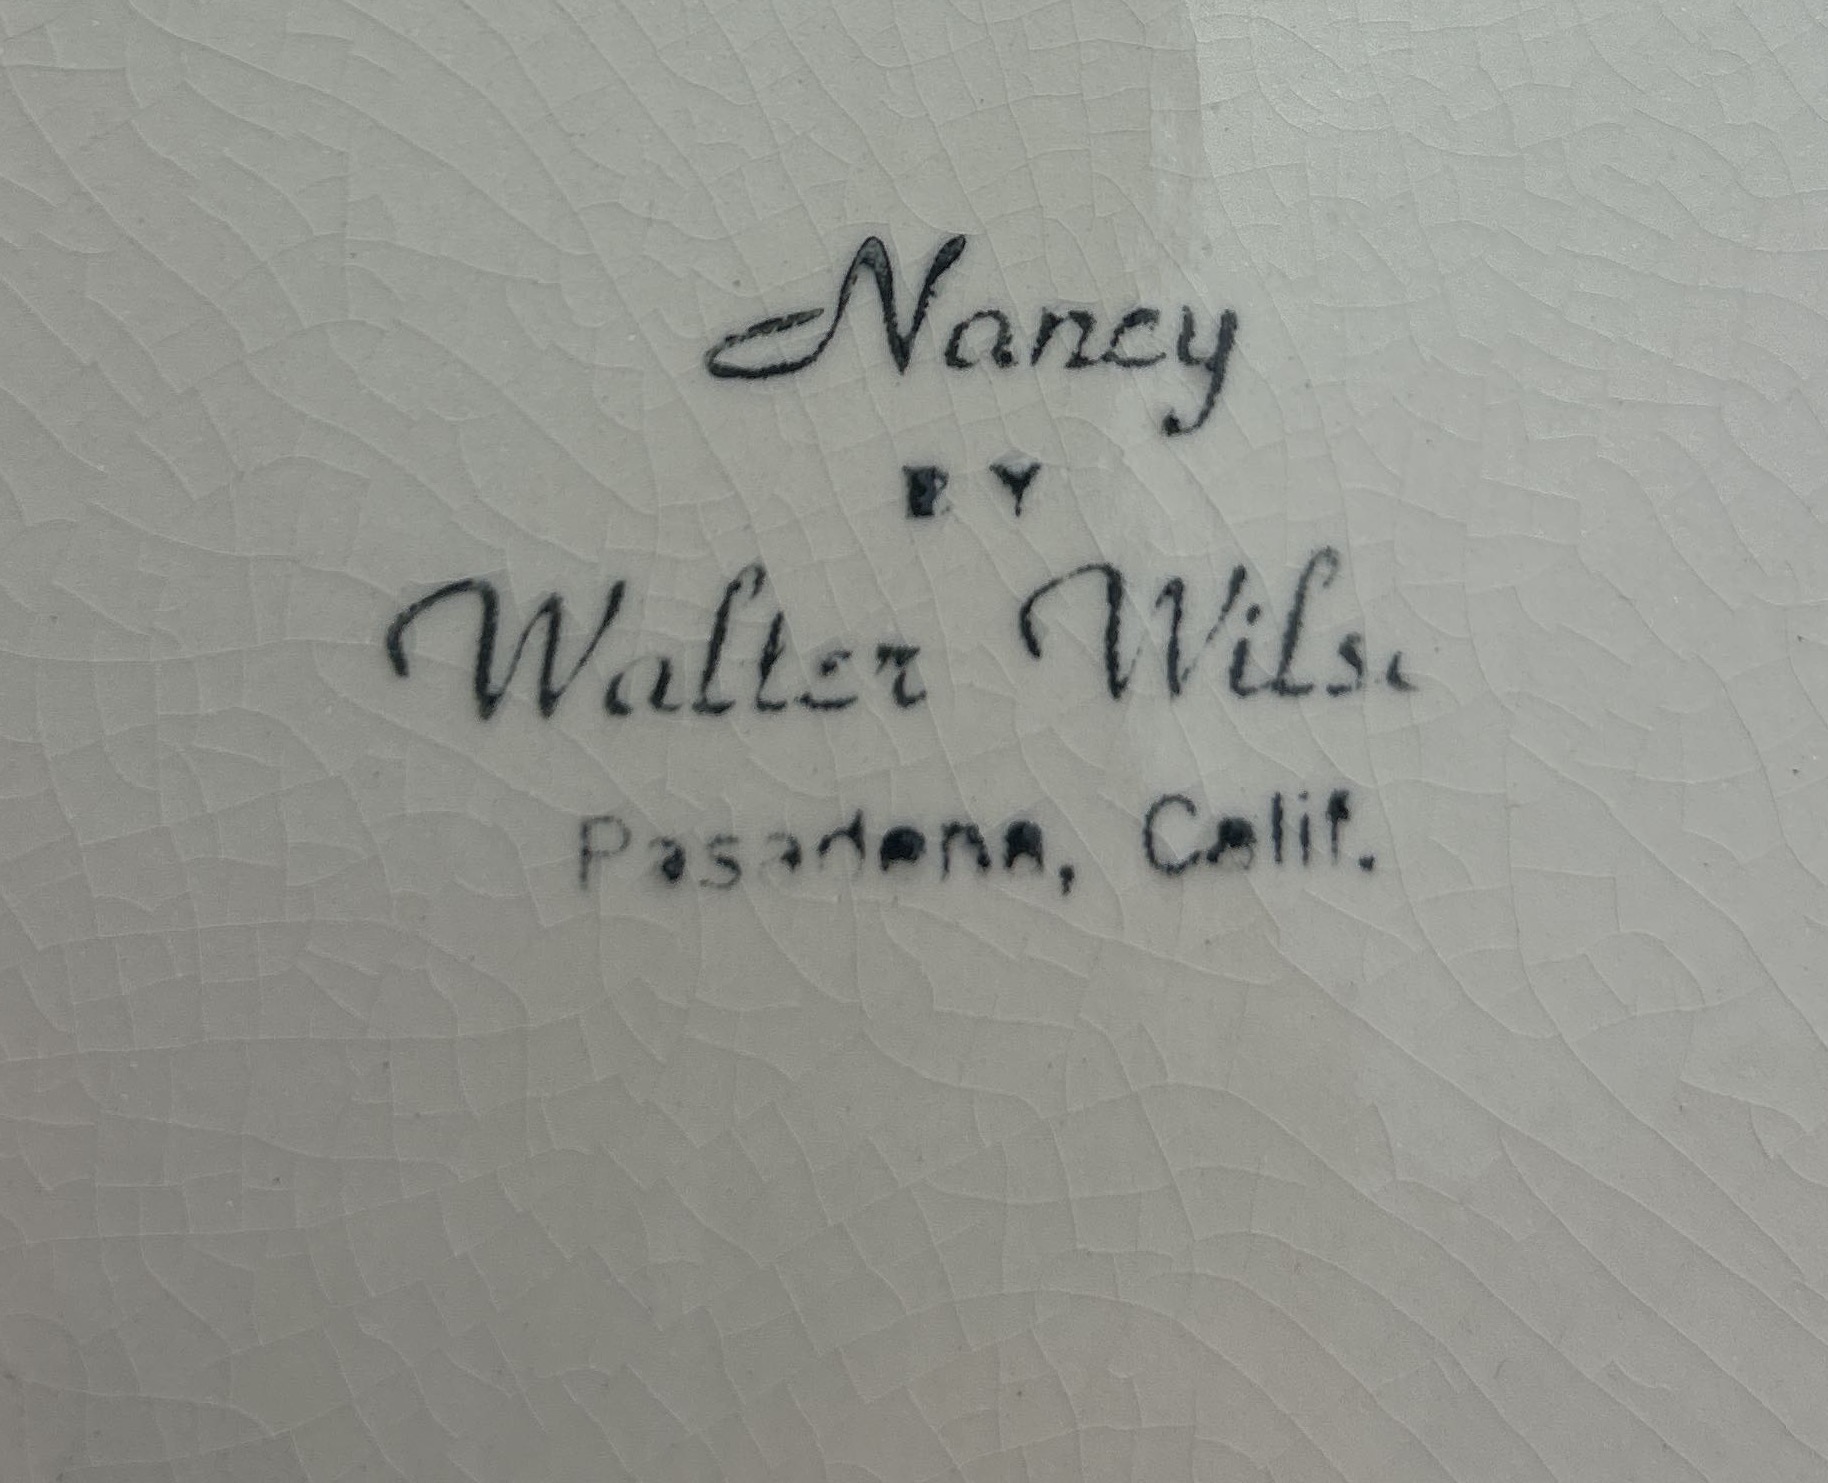 Nancy
BY
Walter
Pasadena, Calif.